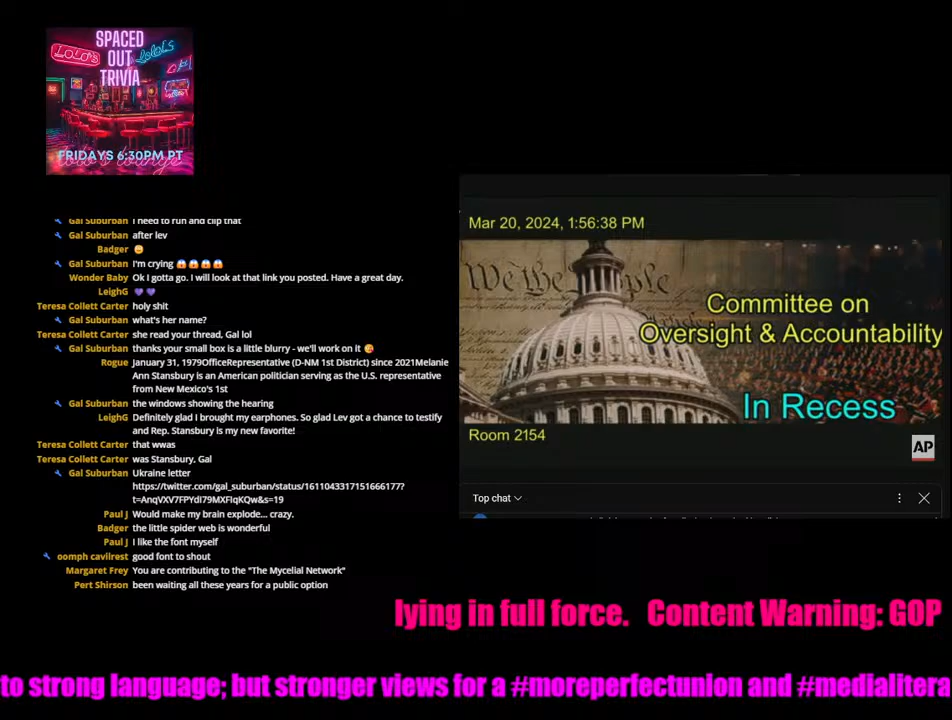 SPACED
OUT
TRIVIA
LOLO'S
FRIDAYS 6:30PM PT
Gal Suburban I need to run and clip that
Gal Suburban after lev
Badger 😄
Gal Suburban I'm crying 😱😱😱😱
Wonder Baby Ok I gotta go. I will look at that link you posted. Have a great day.
LeighG 💜💜
Teresa Collett Carter holy shit
Gal Suburban what's her name?
Teresa Collett Carter she read your thread, Gal lol
Gal Suburban thanks your small box is a little blurry - we'll work on it 😘
Rogue January 31, 1979OfficeRepresentative (D-NM 1st District) since 2021Melanie
Ann Stansbury is an American politician serving as the U.S. representative
from New Mexico's 1st
Gal Suburban the windows showing the hearing
LeighG Definitely glad I brought my earphones. So glad Lev got a chance to testify
and Rep. Stansbury is my new favorite!
Teresa Collett Carter that wwas
Teresa Collett Carter was Stansbury, Gal
Gal Suburban Ukraine letter
https://twitter.com/gal_suburban/status/1611043317151666177?
t=AnqVXV7FPYdI79MXFIqKQw&s=19
Paul J Would make my brain explode... crazy.
Badger the little spider web is wonderful
Paul J I like the font myself
oomph cavilrest good font to shout
Margaret Frey You are contributing to the "The Mycelial Network"
Pert Shirson been waiting all these years for a public option
Mar 20, 2024, 1:56:38 PM
We the People
Committee on
Oversight & Accountability
In Recess
Room 2154
AP
Top chat
lying in full force. Content Warning: GOP
to strong language; but stronger views for a #moreperfectunion and #medialitera